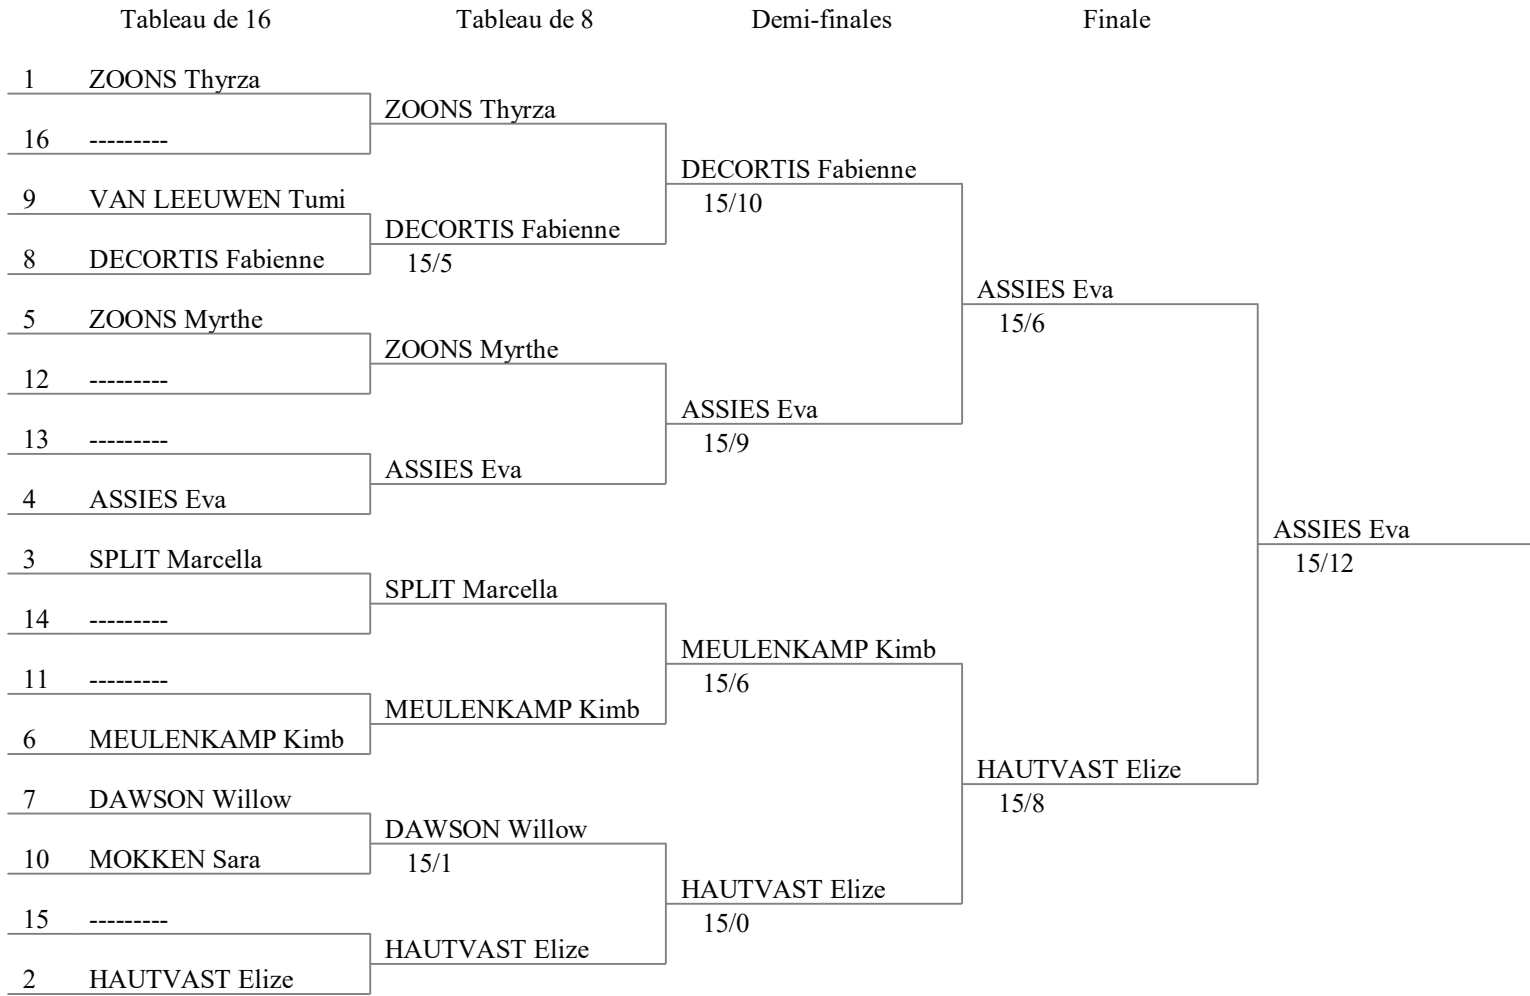 Tableau de 16 Tableau de 8 Demi-finales Finale
1 ZOONS Thyrza
ZOONS Thyrza
16 ---------
DECORTIS Fabienne
15/10
9 VAN LEEUWEN Tumi
DECORTIS Fabienne
15/5
8 DECORTIS Fabienne
ASSIES Eva
15/6
5 ZOONS Myrthe
ZOONS Myrthe
12 ---------
ASSIES Eva
15/9
13 ---------
ASSIES Eva
4 ASSIES Eva
ASSIES Eva
15/12
3 SPLIT Marcella
SPLIT Marcella
14 ---------
MEULENKAMP Kimb
15/6
11 ---------
MEULENKAMP Kimb
6 MEULENKAMP Kimb
HAUTVAST Elize
15/8
7 DAWSON Willow
DAWSON Willow
15/1
10 MOKKEN Sara
HAUTVAST Elize
15/0
15 ---------
HAUTVAST Elize
2 HAUTVAST Elize